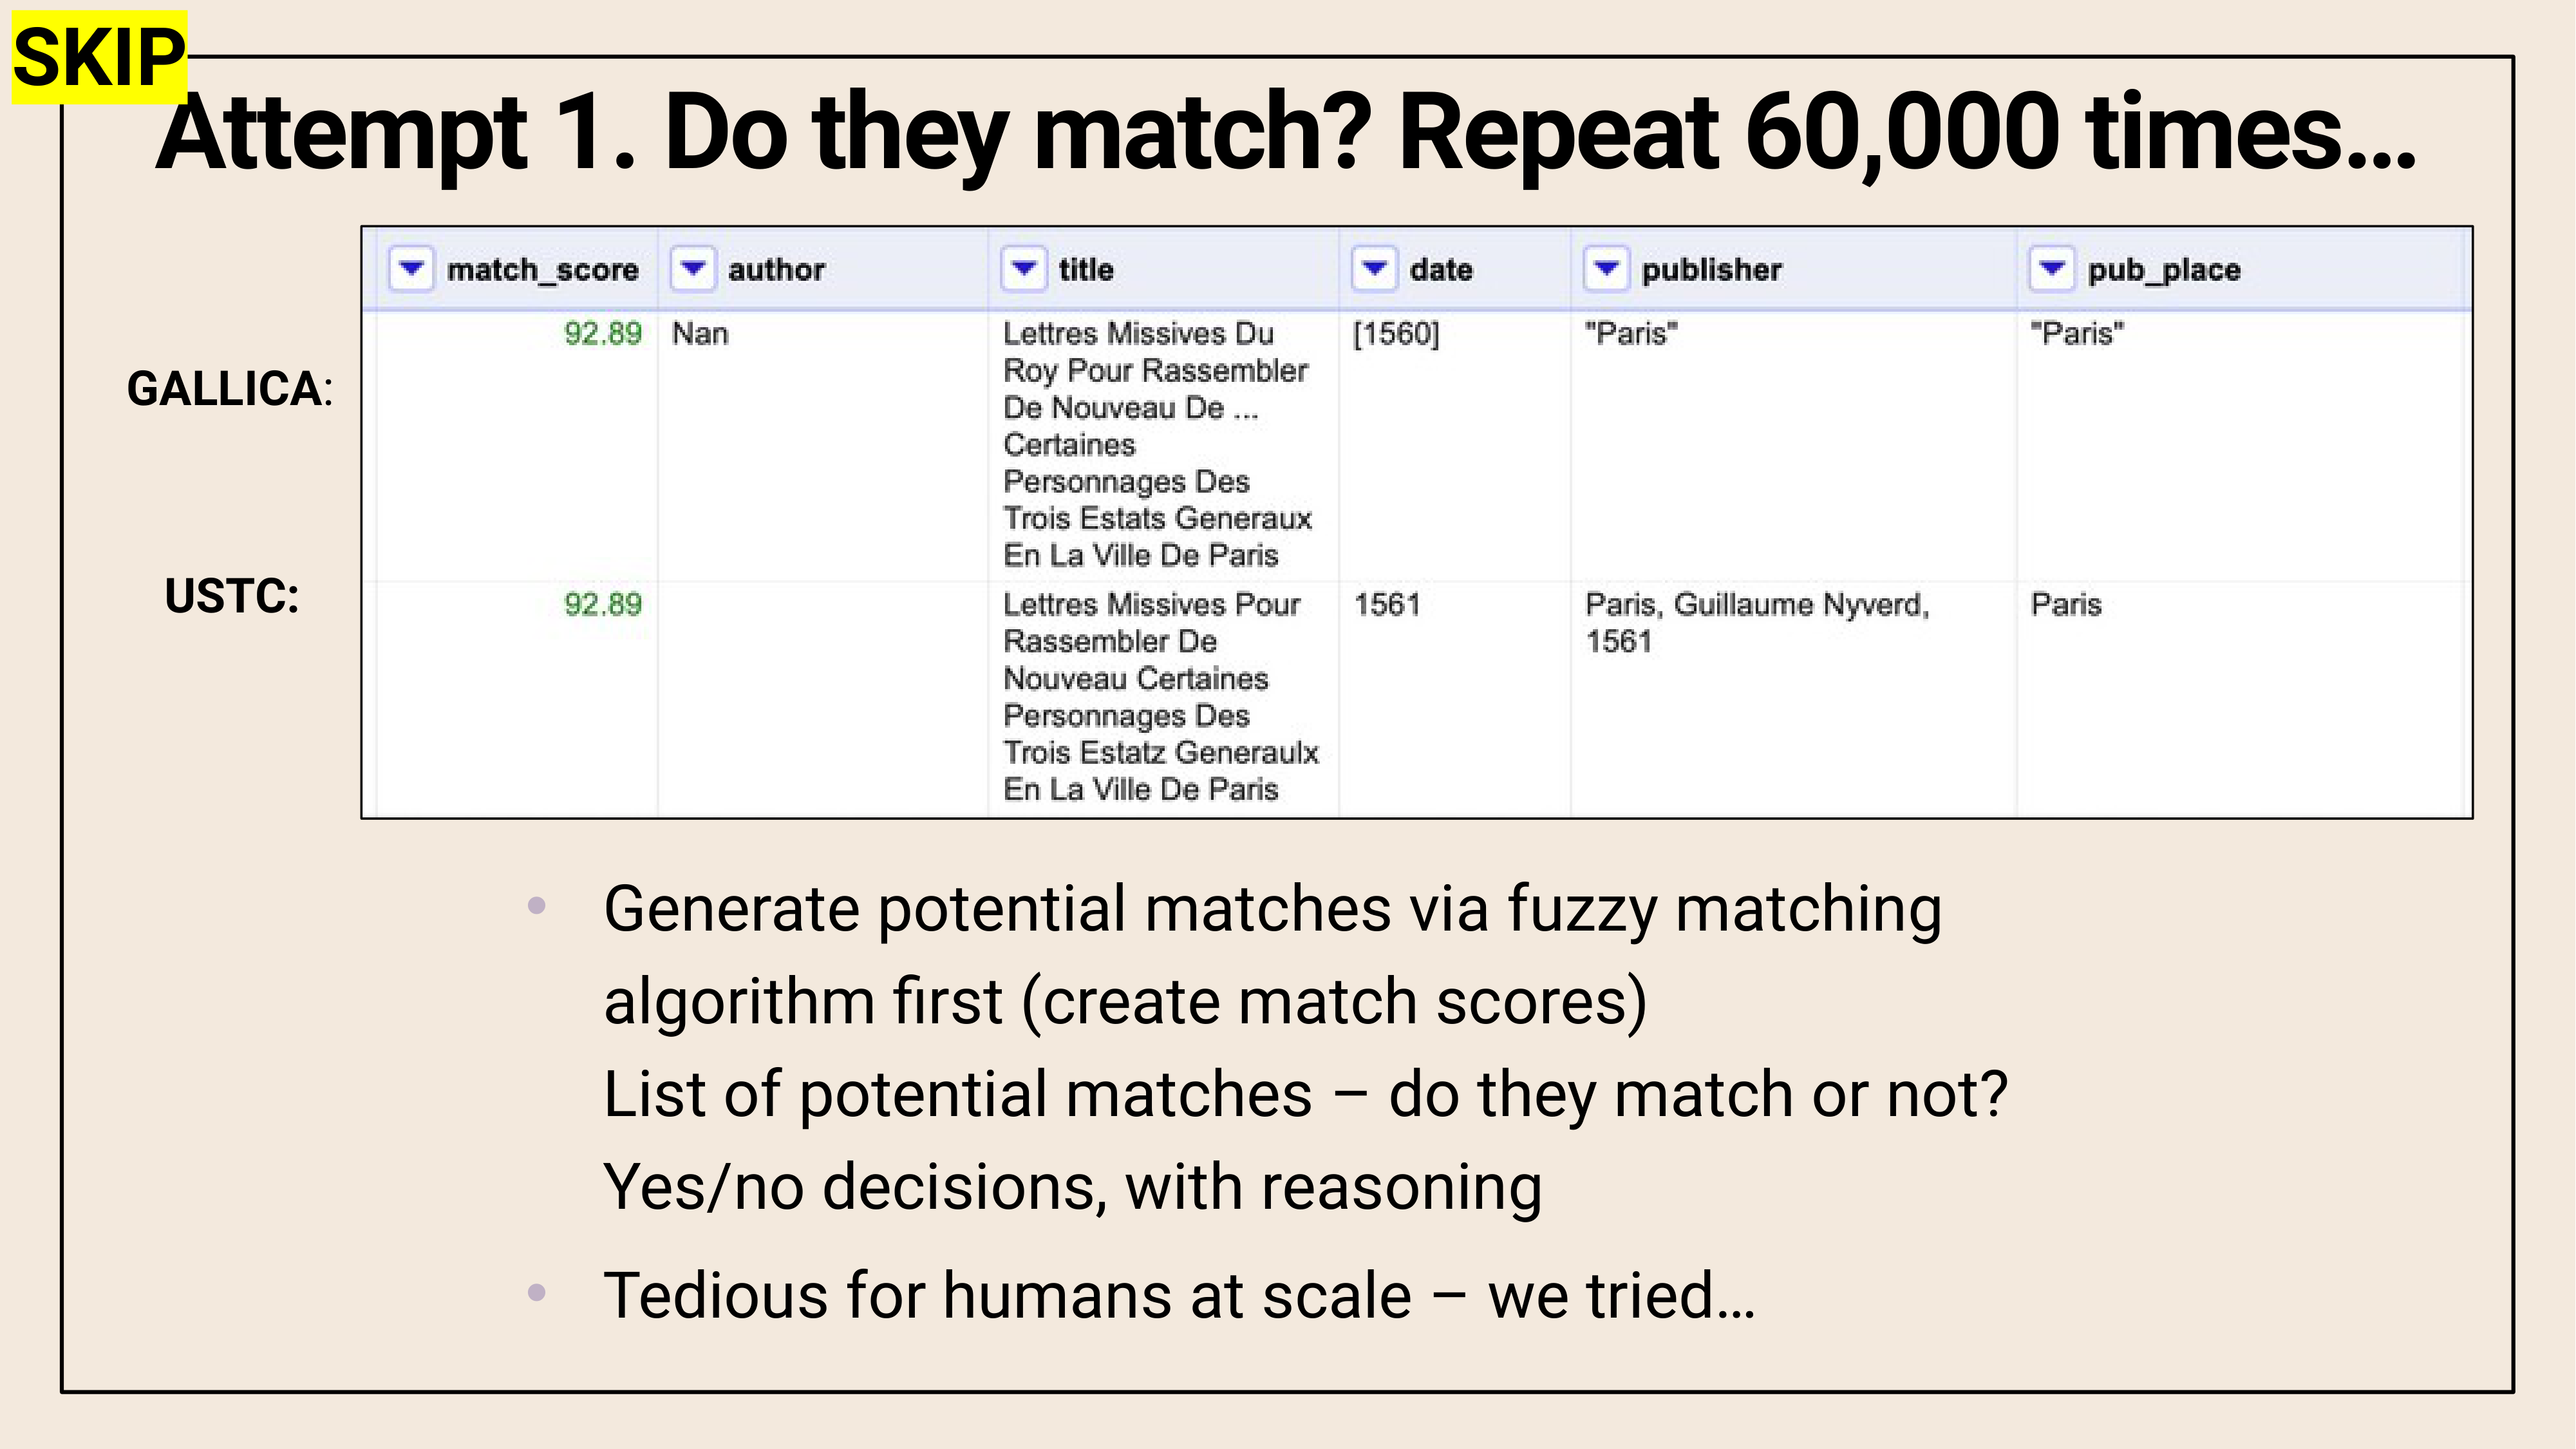 SKIP
Attempt 1. Do they match? Repeat 60,000 times...
match_score author title date publisher pub_place
GALLICA:
92.89 Nan Lettres Missives Du [1560] "Paris" "Paris"
Roy Pour Rassembler
De Nouveau De ...
Certaines
Personnages Des
Trois Estats Generaux
En La Ville De Paris
USTC:
92.89 Lettres Missives Pour 1561 Paris, Guillaume Nyverd, Paris
Rassembler De 1561
Nouveau Certaines
Personnages Des
Trois Estatz Generaulx
En La Ville De Paris
• Generate potential matches via fuzzy matching
algorithm first (create match scores)
List of potential matches – do they match or not?
Yes/no decisions, with reasoning
• Tedious for humans at scale – we tried...